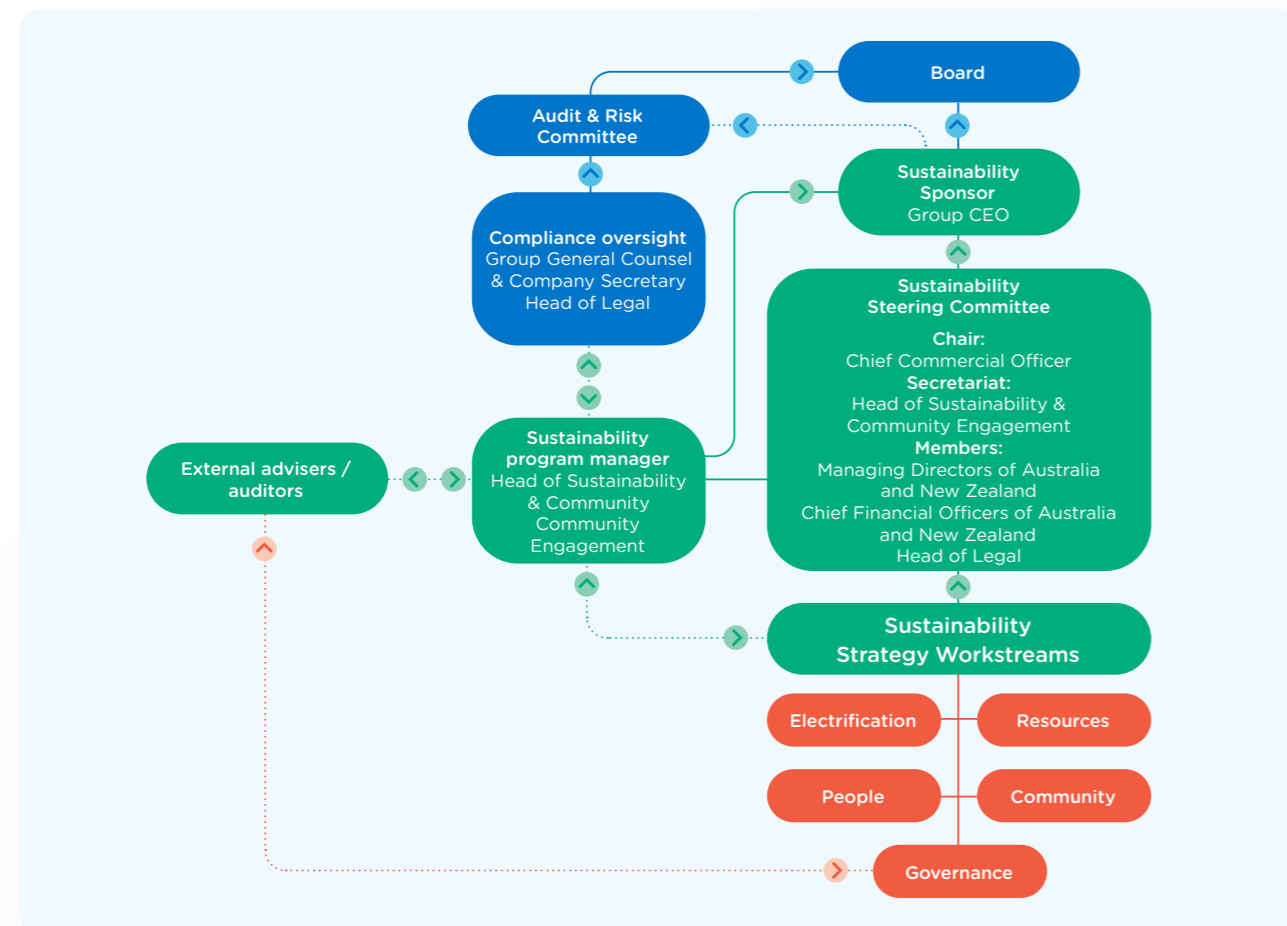 Board
Audit & Risk
Committee
Sustainability
Sponsor
Group CEO
Compliance oversight
Group General Counsel
& Company Secretary
Head of Legal
Sustainability
Steering Committee
Chair:
Chief Commercial Officer
Secretariat:
Head of Sustainability &
Community Engagement
Members:
Managing Directors of Australia
and New Zealand
Chief Financial Officers of Australia
and New Zealand
Head of Legal
Sustainability
program manager
Head of Sustainability
& Community
Community
Engagement
External advisers /
auditors
Sustainability
Strategy Workstreams
Electrification
Resources
People
Community
Governance